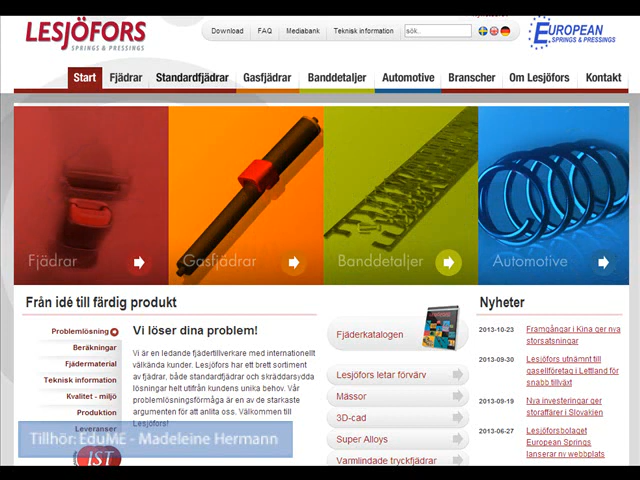 LESJÖFORS
SPRINGS & PRESSINGS
Download FAQ Mediabank Teknisk information sök..
EUROPEAN
SPRINGS & PRESSINGS
Start Fjädrar Standardfjädrar Gasfjädrar Banddetaljer Automotive Branscher Om Lesjöfors Kontakt
Fjädrar Gasfjädrar Banddetaljer Automotive
Från idé till färdig produkt
Problemlösning
Beräkningar
Fjädermaterial
Teknisk information
Kvalitet - miljö
Produktion
Leveranser
IST
Vi löser dina problem!
Vi är en ledande fjädertillverkare med internationellt
välkända kunder. Lesjöfors har ett brett sortiment
av fjädrar, både standardfjädrar och skräddarsydda
lösningar helt utifrån kundens unika behov. Vår
problemlösningsförmåga är en av de starkaste
argumenten för att anlita oss. Välkommen till
Lesjöfors!
Fjäderkatalogen
Lesjöfors letar förvärv
Mässor
3D-cad
Super Alloys
Varmlindade tryckfjädrar
Nyheter
2013-10-23 Framgångar i Kina ger nya
storsatsningar
2013-09-30 Lesjöfors utnämnt till
gasellföretag i Lettland för
snabb tillväxt
2013-09-19 Nya investeringar ger
storaffärer i Slovakien
2013-06-27 Lesjöforsbolaget
European Springs
lanserar ny webbplats
Tillhör: EduME - Madeleine Hermann